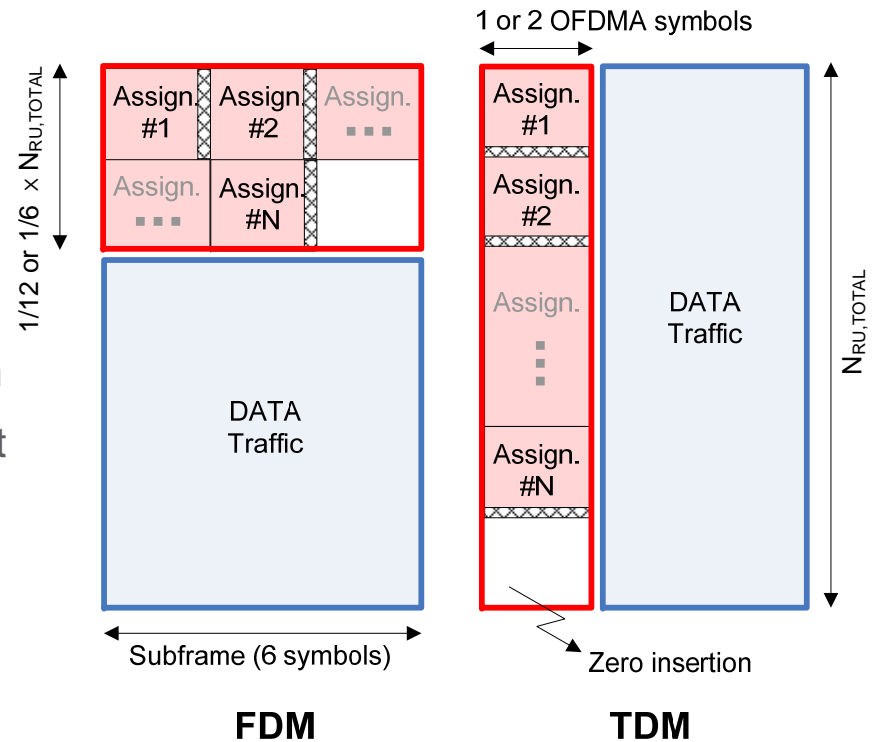 1 or 2 OFDMA symbols
1/12 or 1/6 x N_RU,TOTAL
Assign.
#1
Assign.
#2
Assign.
...
Assign.
...
Assign.
#N
DATA
Traffic
Subframe (6 symbols)
FDM
Assign.
#1
Assign.
#2
Assign.
Assign.
#N
DATA
Traffic
N_RU,TOTAL
Zero insertion
TDM
t